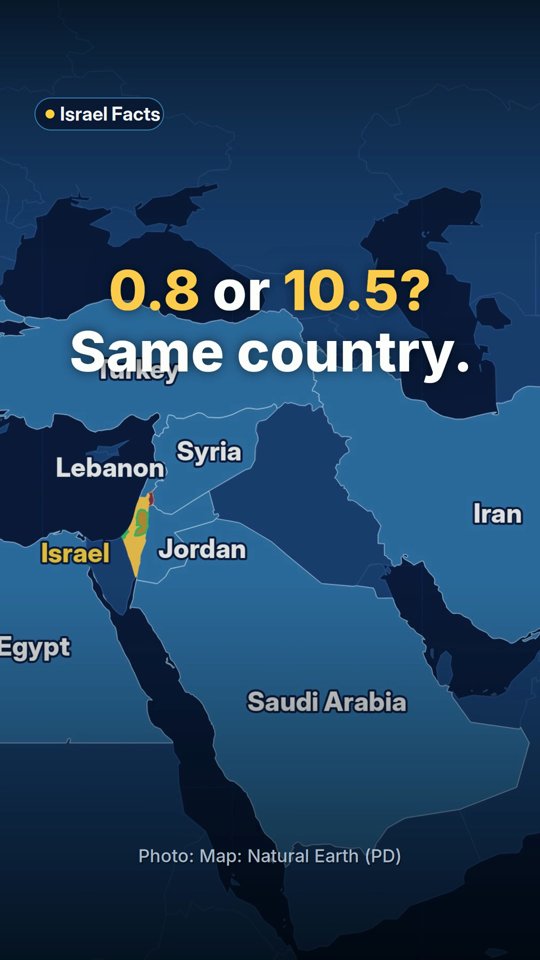 Israel Facts
0.8 or 10.5?
Same country.
Turkey
Syria
Lebanon
Iran
Israel
Jordan
Egypt
Saudi Arabia
Photo: Map: Natural Earth (PD)